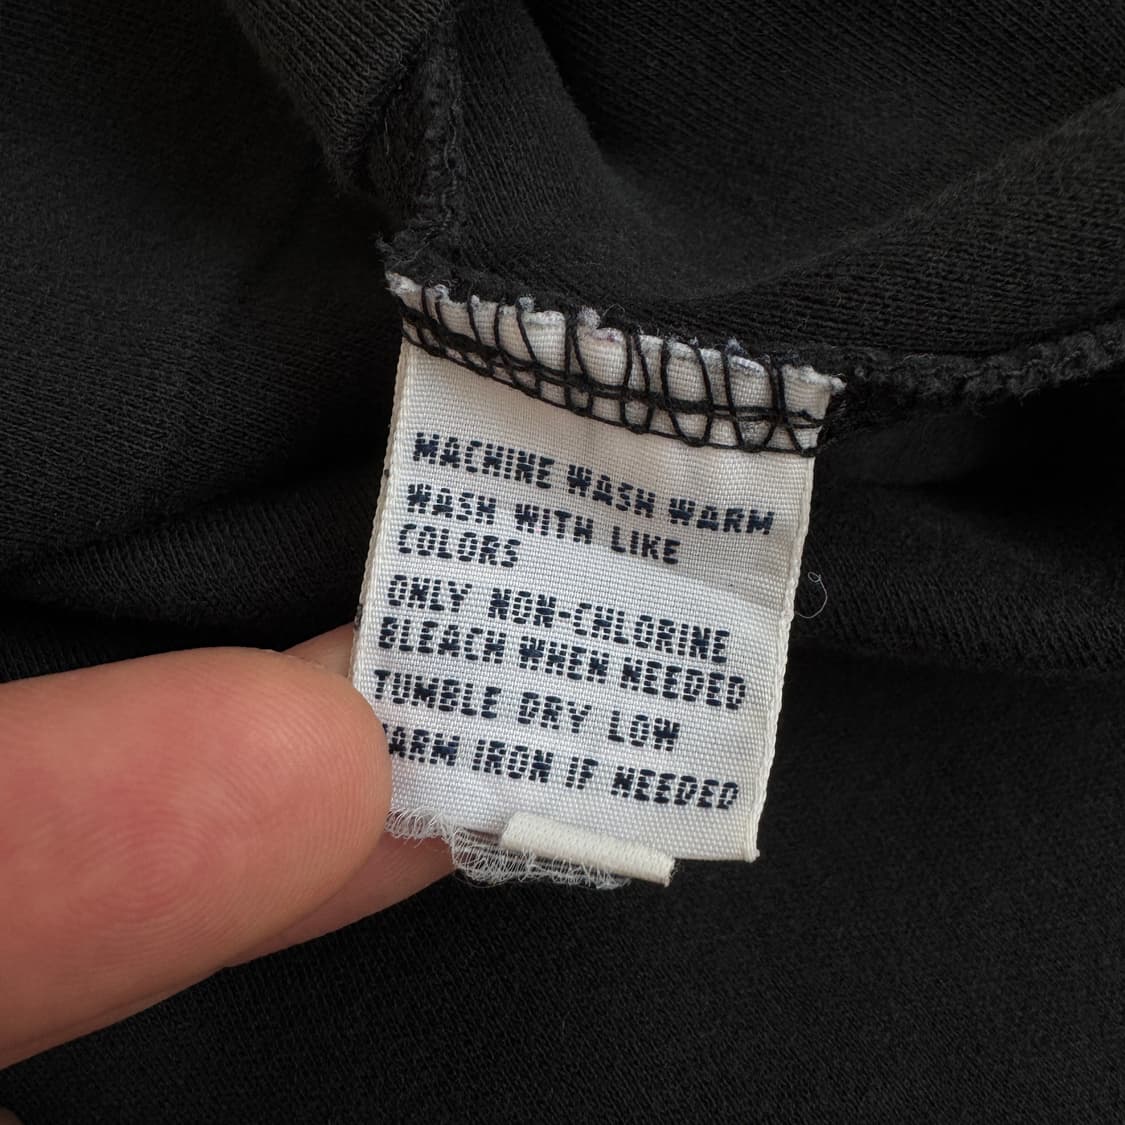 MACHINE WASH WARM
WASH WITH LIKE
COLORS
ONLY NON-CHLORINE
BLEACH WHEN NEEDED
TUMBLE DRY LOW
WARM IRON IF NEEDED